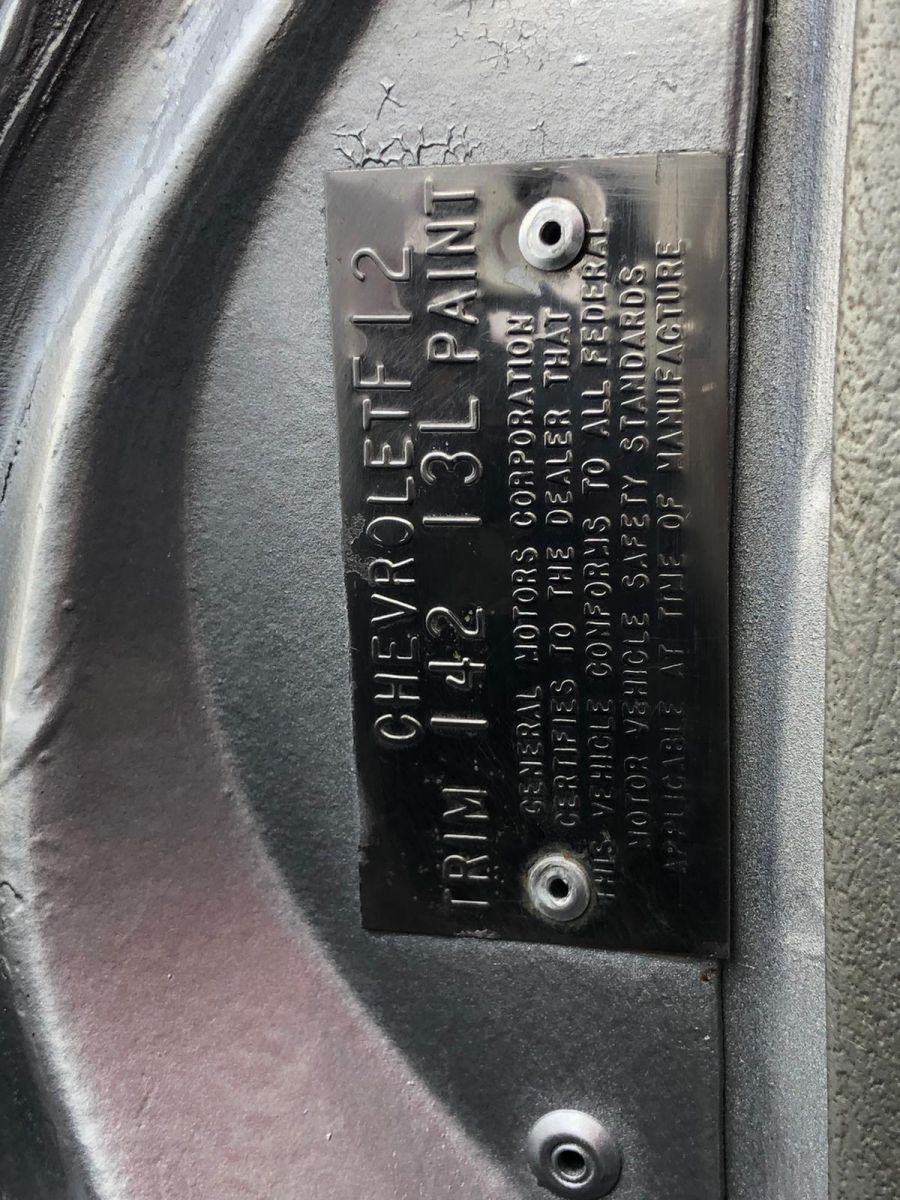 CHEVROLET F12
TRIM 142 13L PAINT
GENERAL MOTORS CORPORATION
CERTIFIES TO THE DEALER THAT
THIS VEHICLE CONFORMS TO ALL FEDERAL
MOTOR VEHICLE SAFETY STANDARDS
APPLICABLE AT TIME OF MANUFACTURE